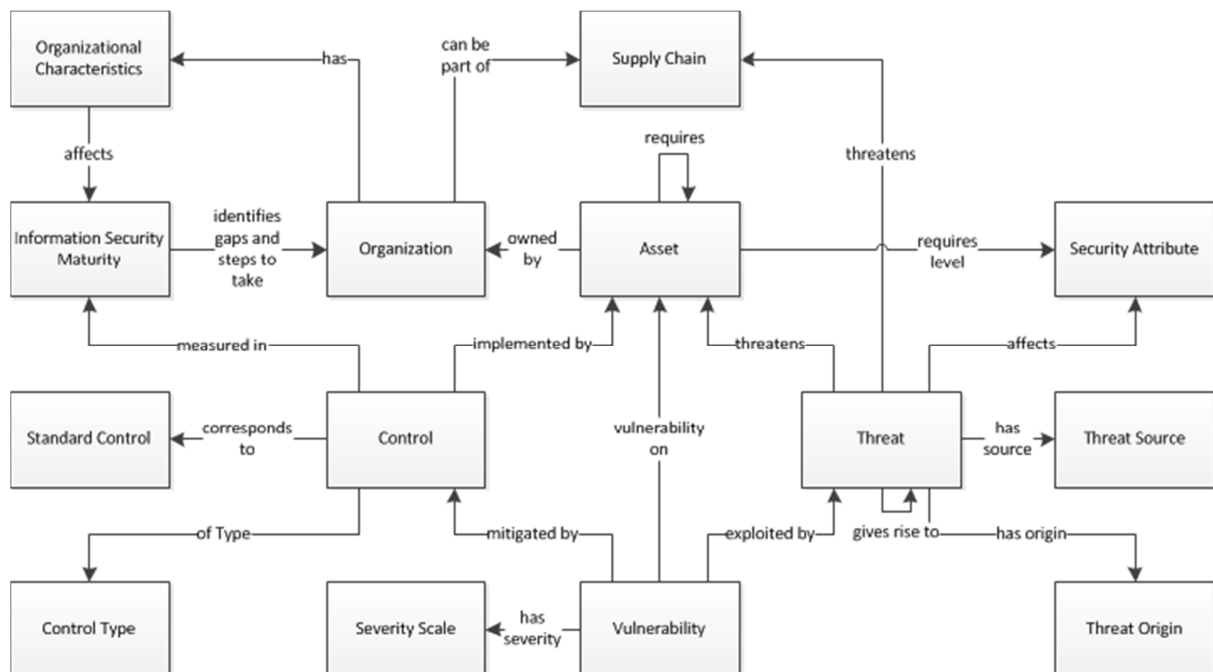 Organizational
Characteristics
has
can be
part of
Supply Chain
affects
requires
threatens
Information Security
Maturity
identifies
gaps and
steps to
take
Organization
owned
by
Asset
requires
level
Security Attribute
measured in
implemented by
threatens
affects
Standard Control
corresponds
to
Control
vulnerability
on
Threat
has
source
Threat Source
of Type
mitigated by
exploited by
gives rise to
has origin
Control Type
Severity Scale
has
severity
Vulnerability
Threat Origin